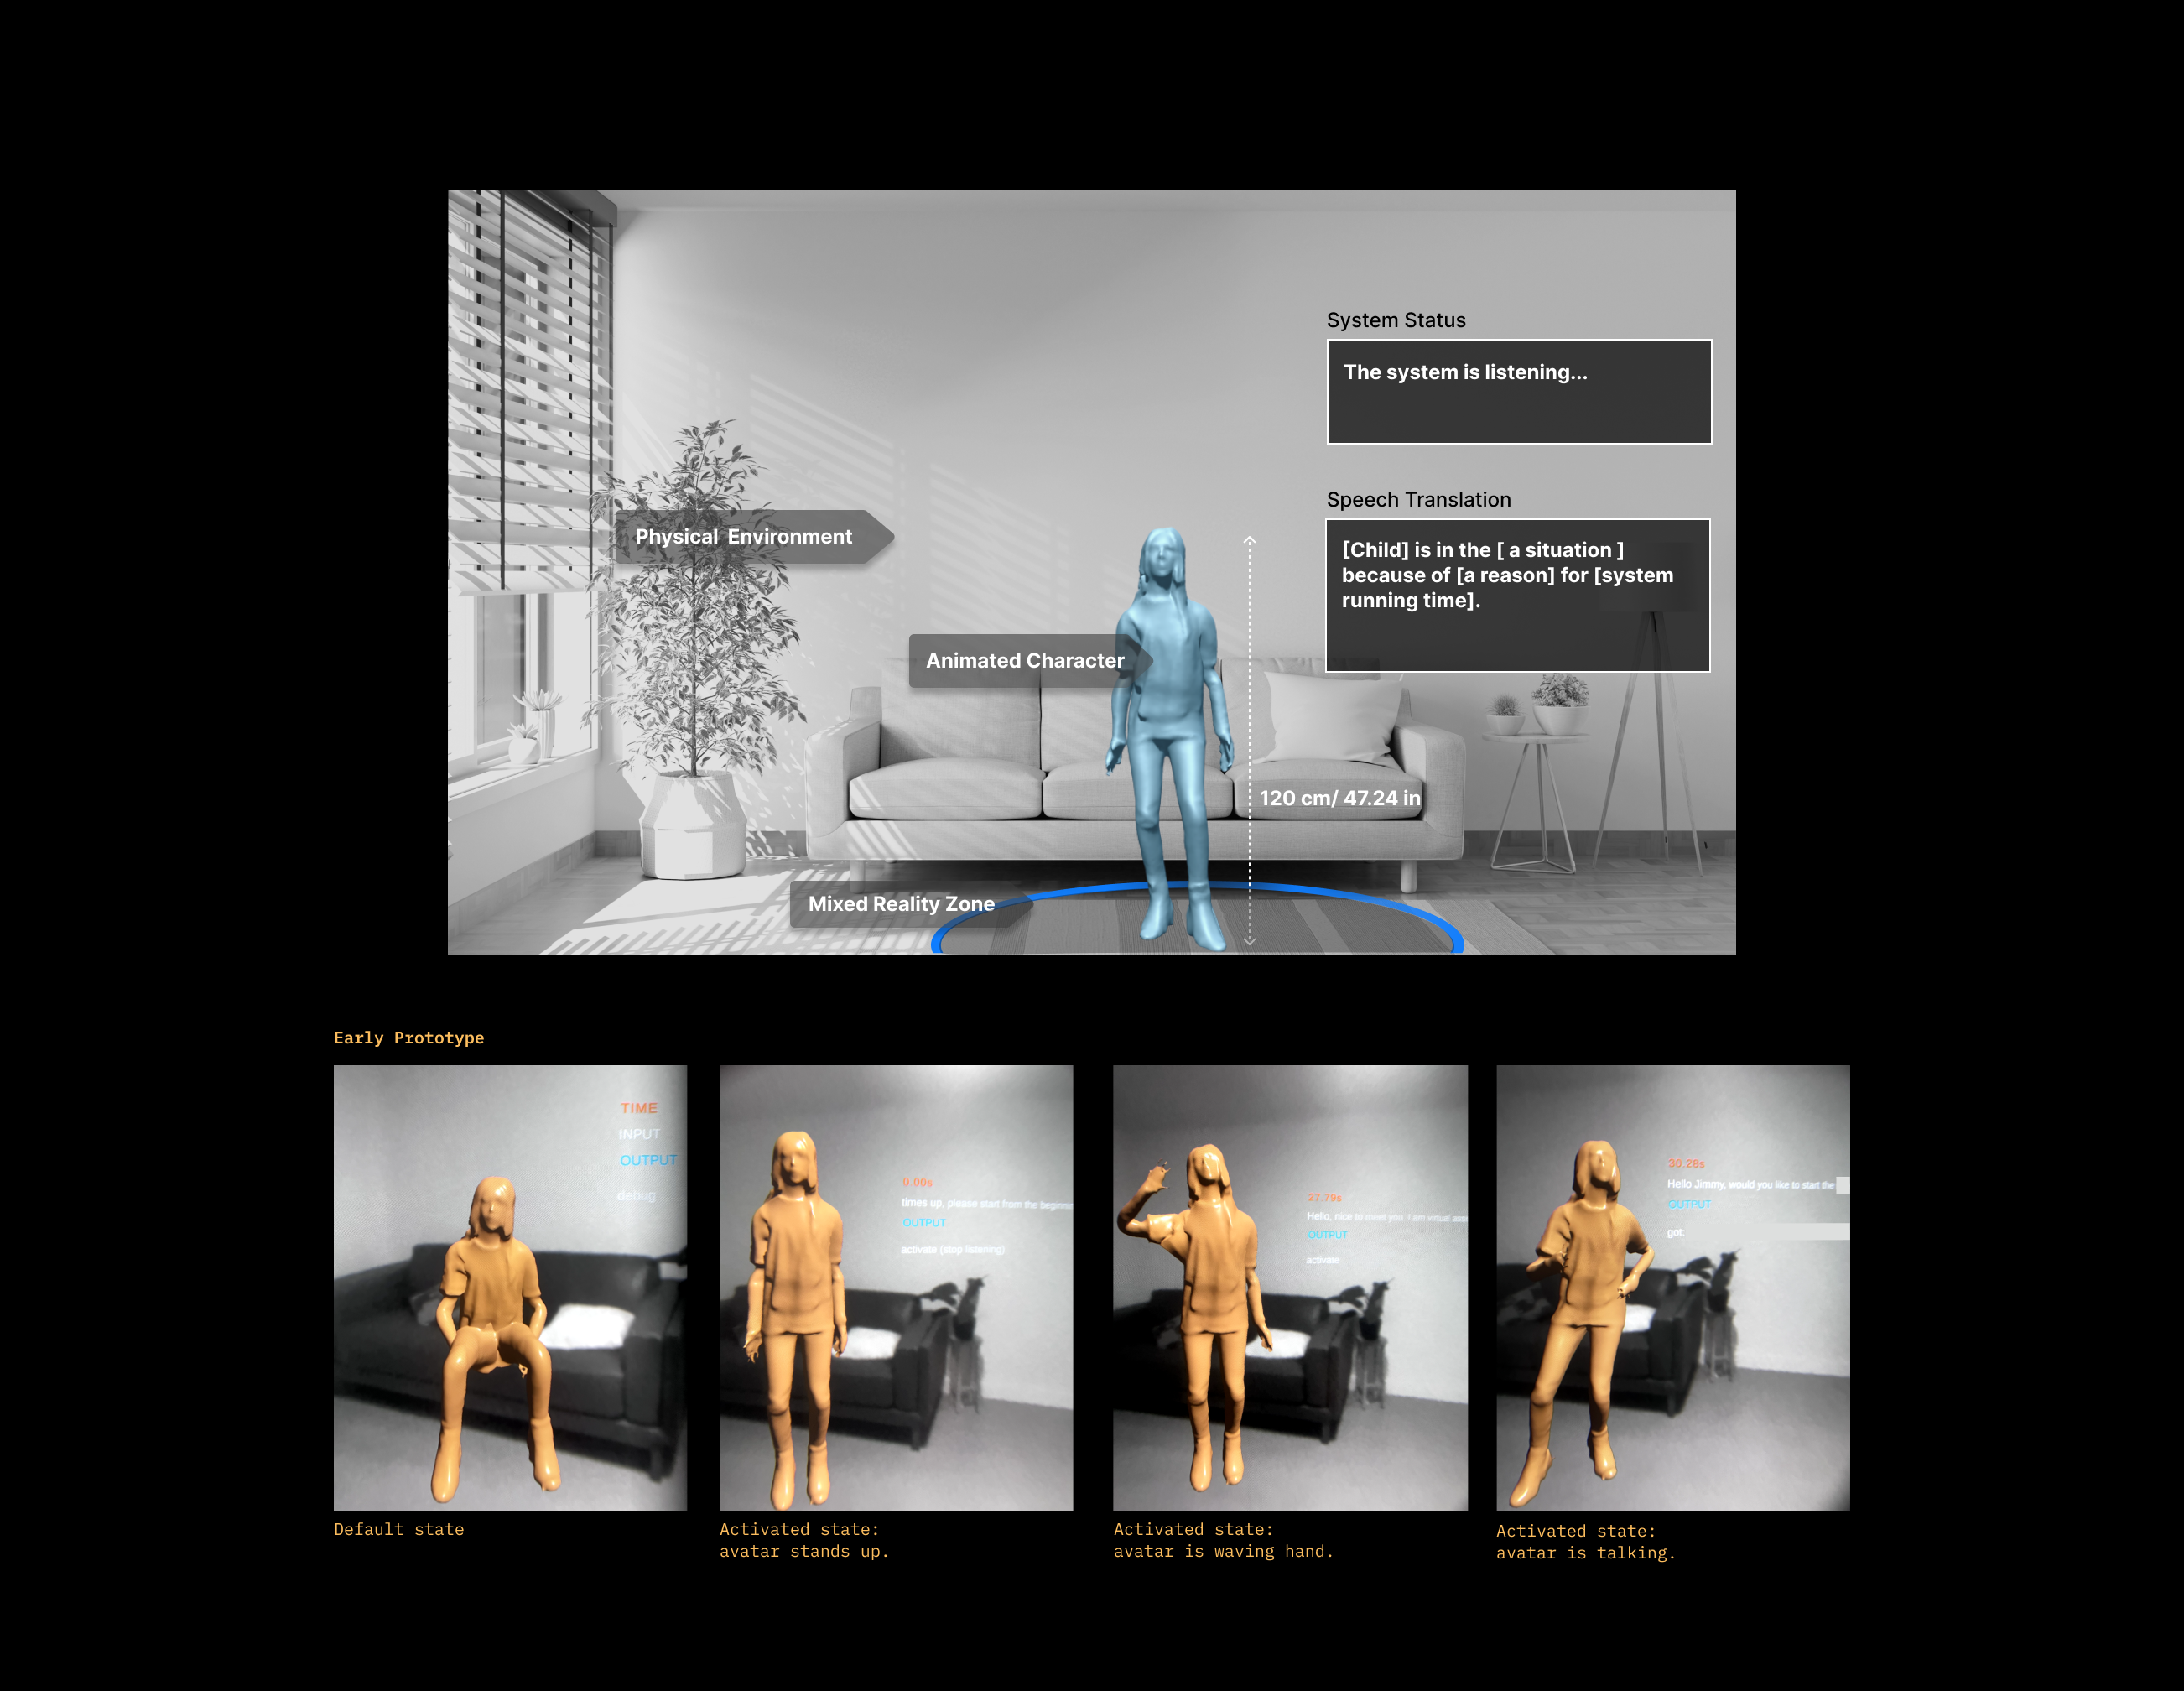 System Status
The system is listening...
Speech Translation
[Child] is in the [ a situation ]
because of [a reason] for [system
running time].
Physical  Environment
Animated Character
120 cm/ 47.24 in
Mixed Reality Zone
Early Prototype
TIME
INPUT
OUTPUT
debug
Default state
0.00s
times up, please start from the
OUTPUT
activate (stop listening)
Activated state:
avatar stands up.
27.79s
Hello, nice to meet you. I am virtual
OUTPUT
activate
Activated state:
avatar is waving hand.
30.28s
Hello Jimmy, would you like to start the
OUTPUT
got:
Activated state:
avatar is talking.